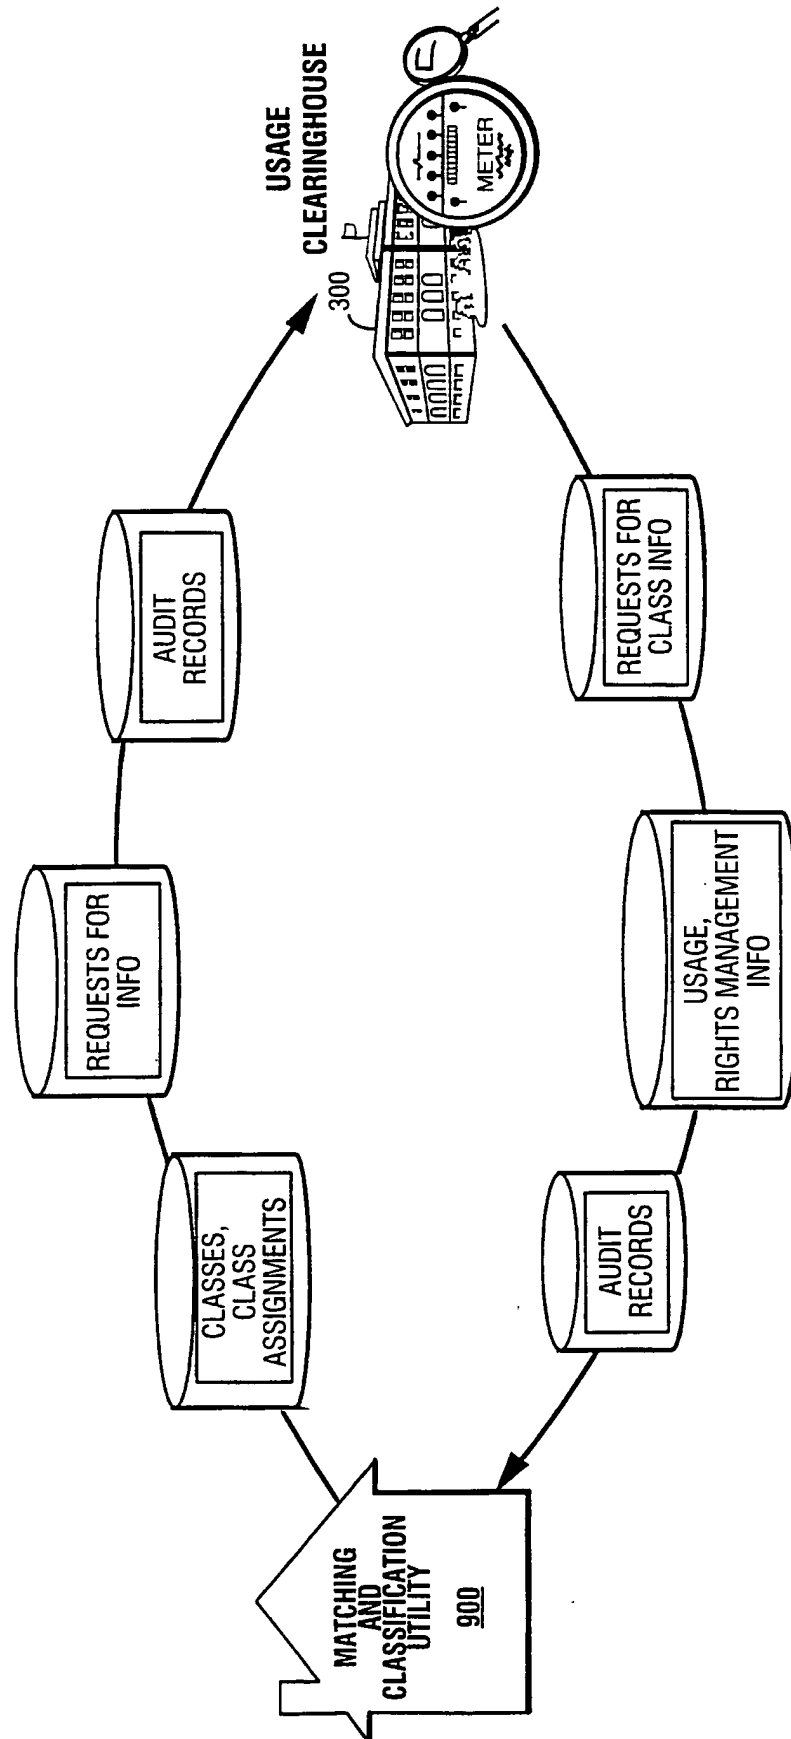 USAGE
CLEARINGHOUSE
300
METER
AUDIT
RECORDS
REQUESTS FOR
INFO
CLASSES,
CLASS
ASSIGNMENTS
MATCHING
AND
CLASSIFICATION
UTILITY
900
AUDIT
RECORDS
USAGE,
RIGHTS MANAGEMENT
INFO
REQUESTS FOR
CLASS INFO